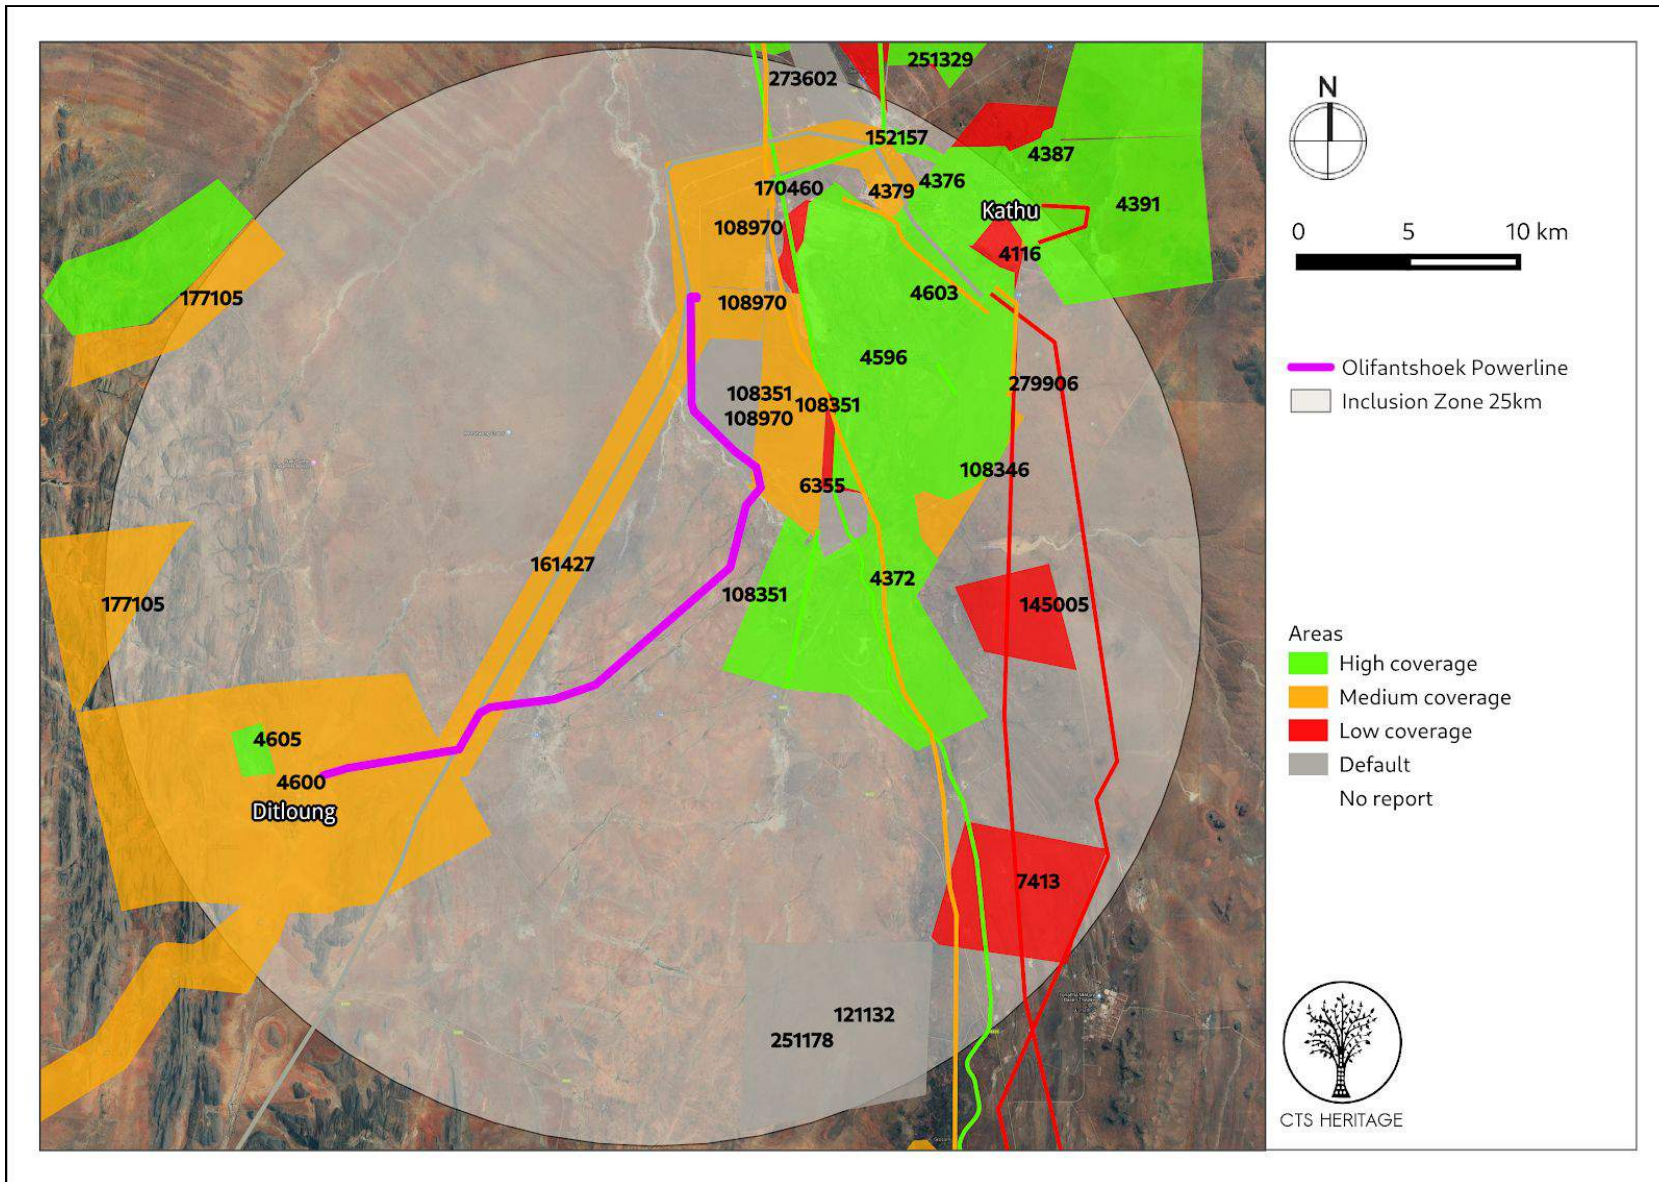 273602
251329
152157
4387
170460
4379
4376
Kathu
4391
108970
4116
177105
108970
4603
4596
279906
108351
108970
108351
108346
6355
161427
4372
177105
108351
145005
4605
4600
Ditloung
7413
121132
251178
N
0 5 10 km
Olifantshoek Powerline
Inclusion Zone 25km
Areas
High coverage
Medium coverage
Low coverage
Default
No report
CTS HERITAGE